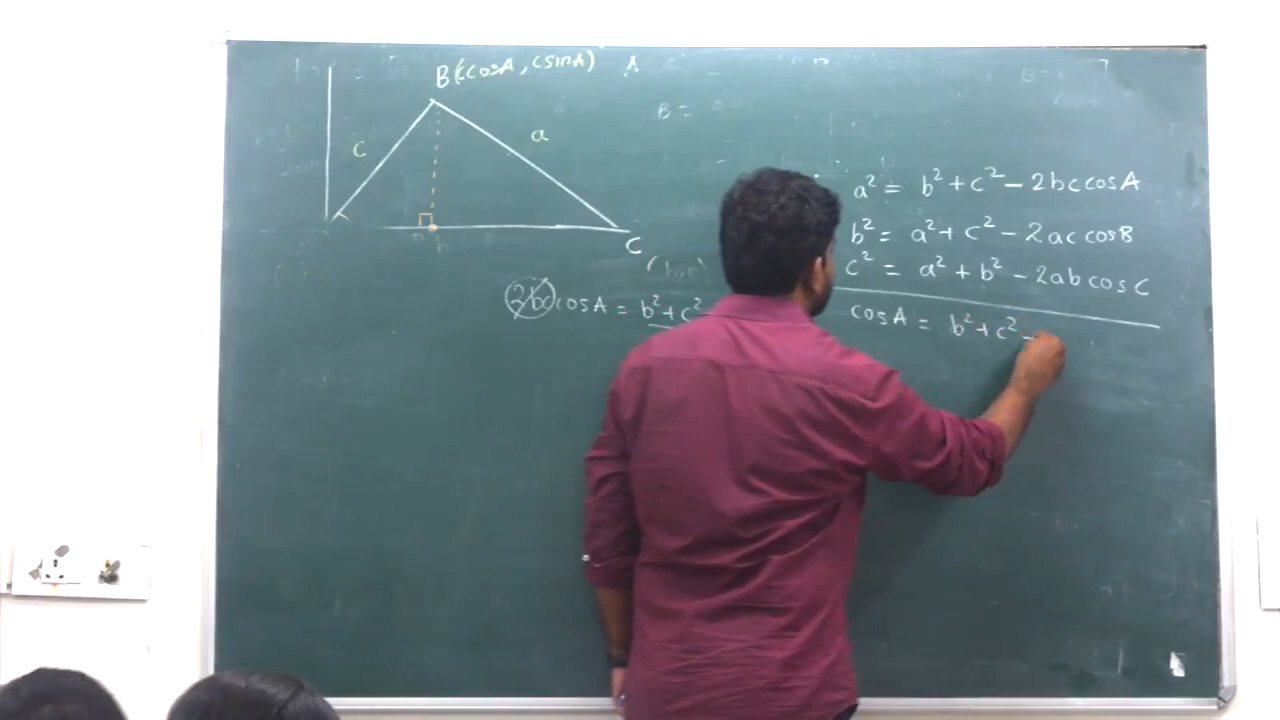 B(ccosA, csinA) A
B =
c
a
C
a² = b² + c² - 2bc cosA
b² = a² + c² - 2ac cosB
c² = a² + b² - 2ab cosC
2bc cosA = b² + c²
cosA = b² + c² -